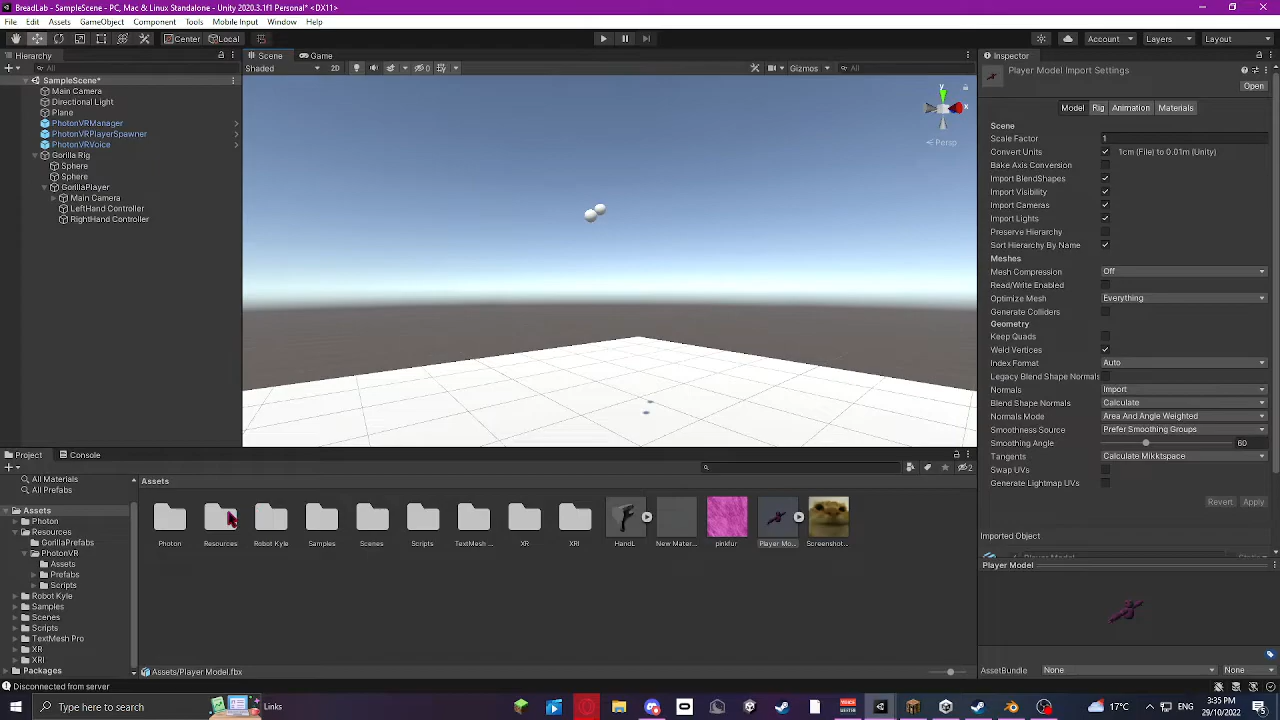 BreadLab - SampleScene - PC, Mac & Linux Standalone - Unity 2020.3.1f1 Personal* <DX11>
File Edit Assets GameObject Component Tools Mobile Input Window Help
Center Local Account Layers Layout
Hierarchy
All
SampleScene*
Main Camera
Directional Light
Plane
PhotonVRManager
PhotonVRPlayerSpawner
PhotonVRVoice
Gorilla Rig
Sphere
Sphere
GorillaPlayer
Main Camera
LeftHand Controller
RightHand Controller
Scene Game
Shaded 2D 0 Gizmos All
y
x
Persp
Inspector
Player Model Import Settings
Open
Model Rig Animation Materials
Scene
Scale Factor 1
Convert Units 1cm (File) to 0.01m (Unity)
Bake Axis Conversion
Import BlendShapes
Import Visibility
Import Cameras
Import Lights
Preserve Hierarchy
Sort Hierarchy By Name
Meshes
Mesh Compression Off
Read/Write Enabled
Optimize Mesh Everything
Generate Colliders
Geometry
Keep Quads
Weld Vertices
Index Format Auto
Legacy Blend Shape Normals
Normals Import
Blend Shape Normals Calculate
Normals Mode Area And Angle Weighted
Smoothness Source Prefer Smoothing Groups
Smoothing Angle 60
Tangents Calculate Mikktspace
Swap UVs
Generate Lightmap UVs
Revert Apply
Imported Object
Player Model
AssetBundle None None
Project Console
2
All Materials
All Prefabs
Assets
Photon
Resources
PhotonVR
Assets
Prefabs
Scripts
Robot Kyle
Samples
Scenes
Scripts
TextMesh Pro
XR
XRI
Packages
Assets
Photon Resources Robot Kyle Samples Scenes Scripts TextMesh ... XR XRI HandL New Mater... pinkfur Player Mo... Screenshot...
Assets/Player Model.fbx
Disconnected from server
Type here to search
Links
17°C
3:35 PM
29/10/2022